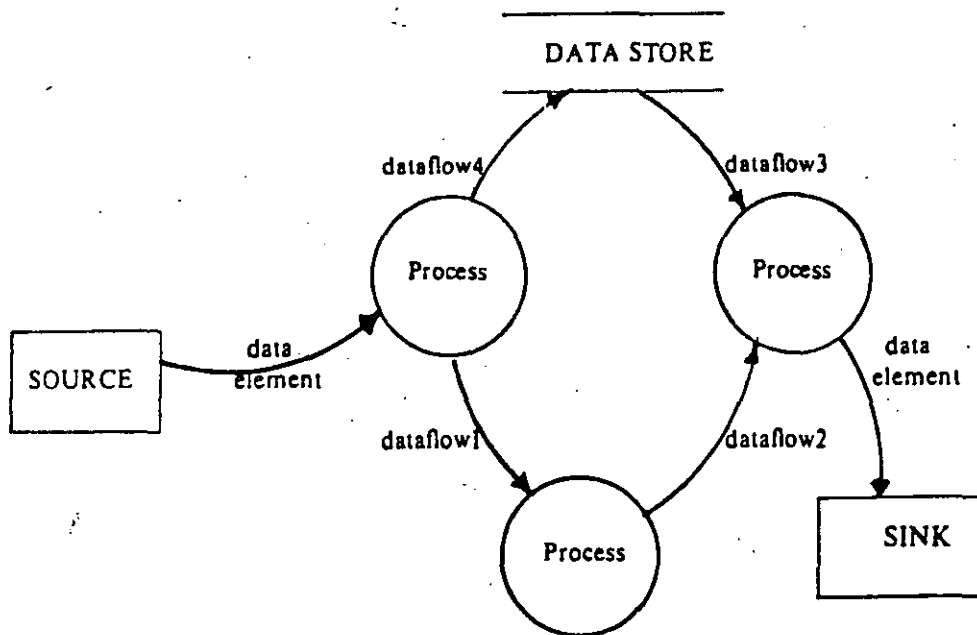 DATA STORE
dataflow4
dataflow3
Process
Process
SOURCE
data
element
data
element
dataflow1
dataflow2
Process
SINK